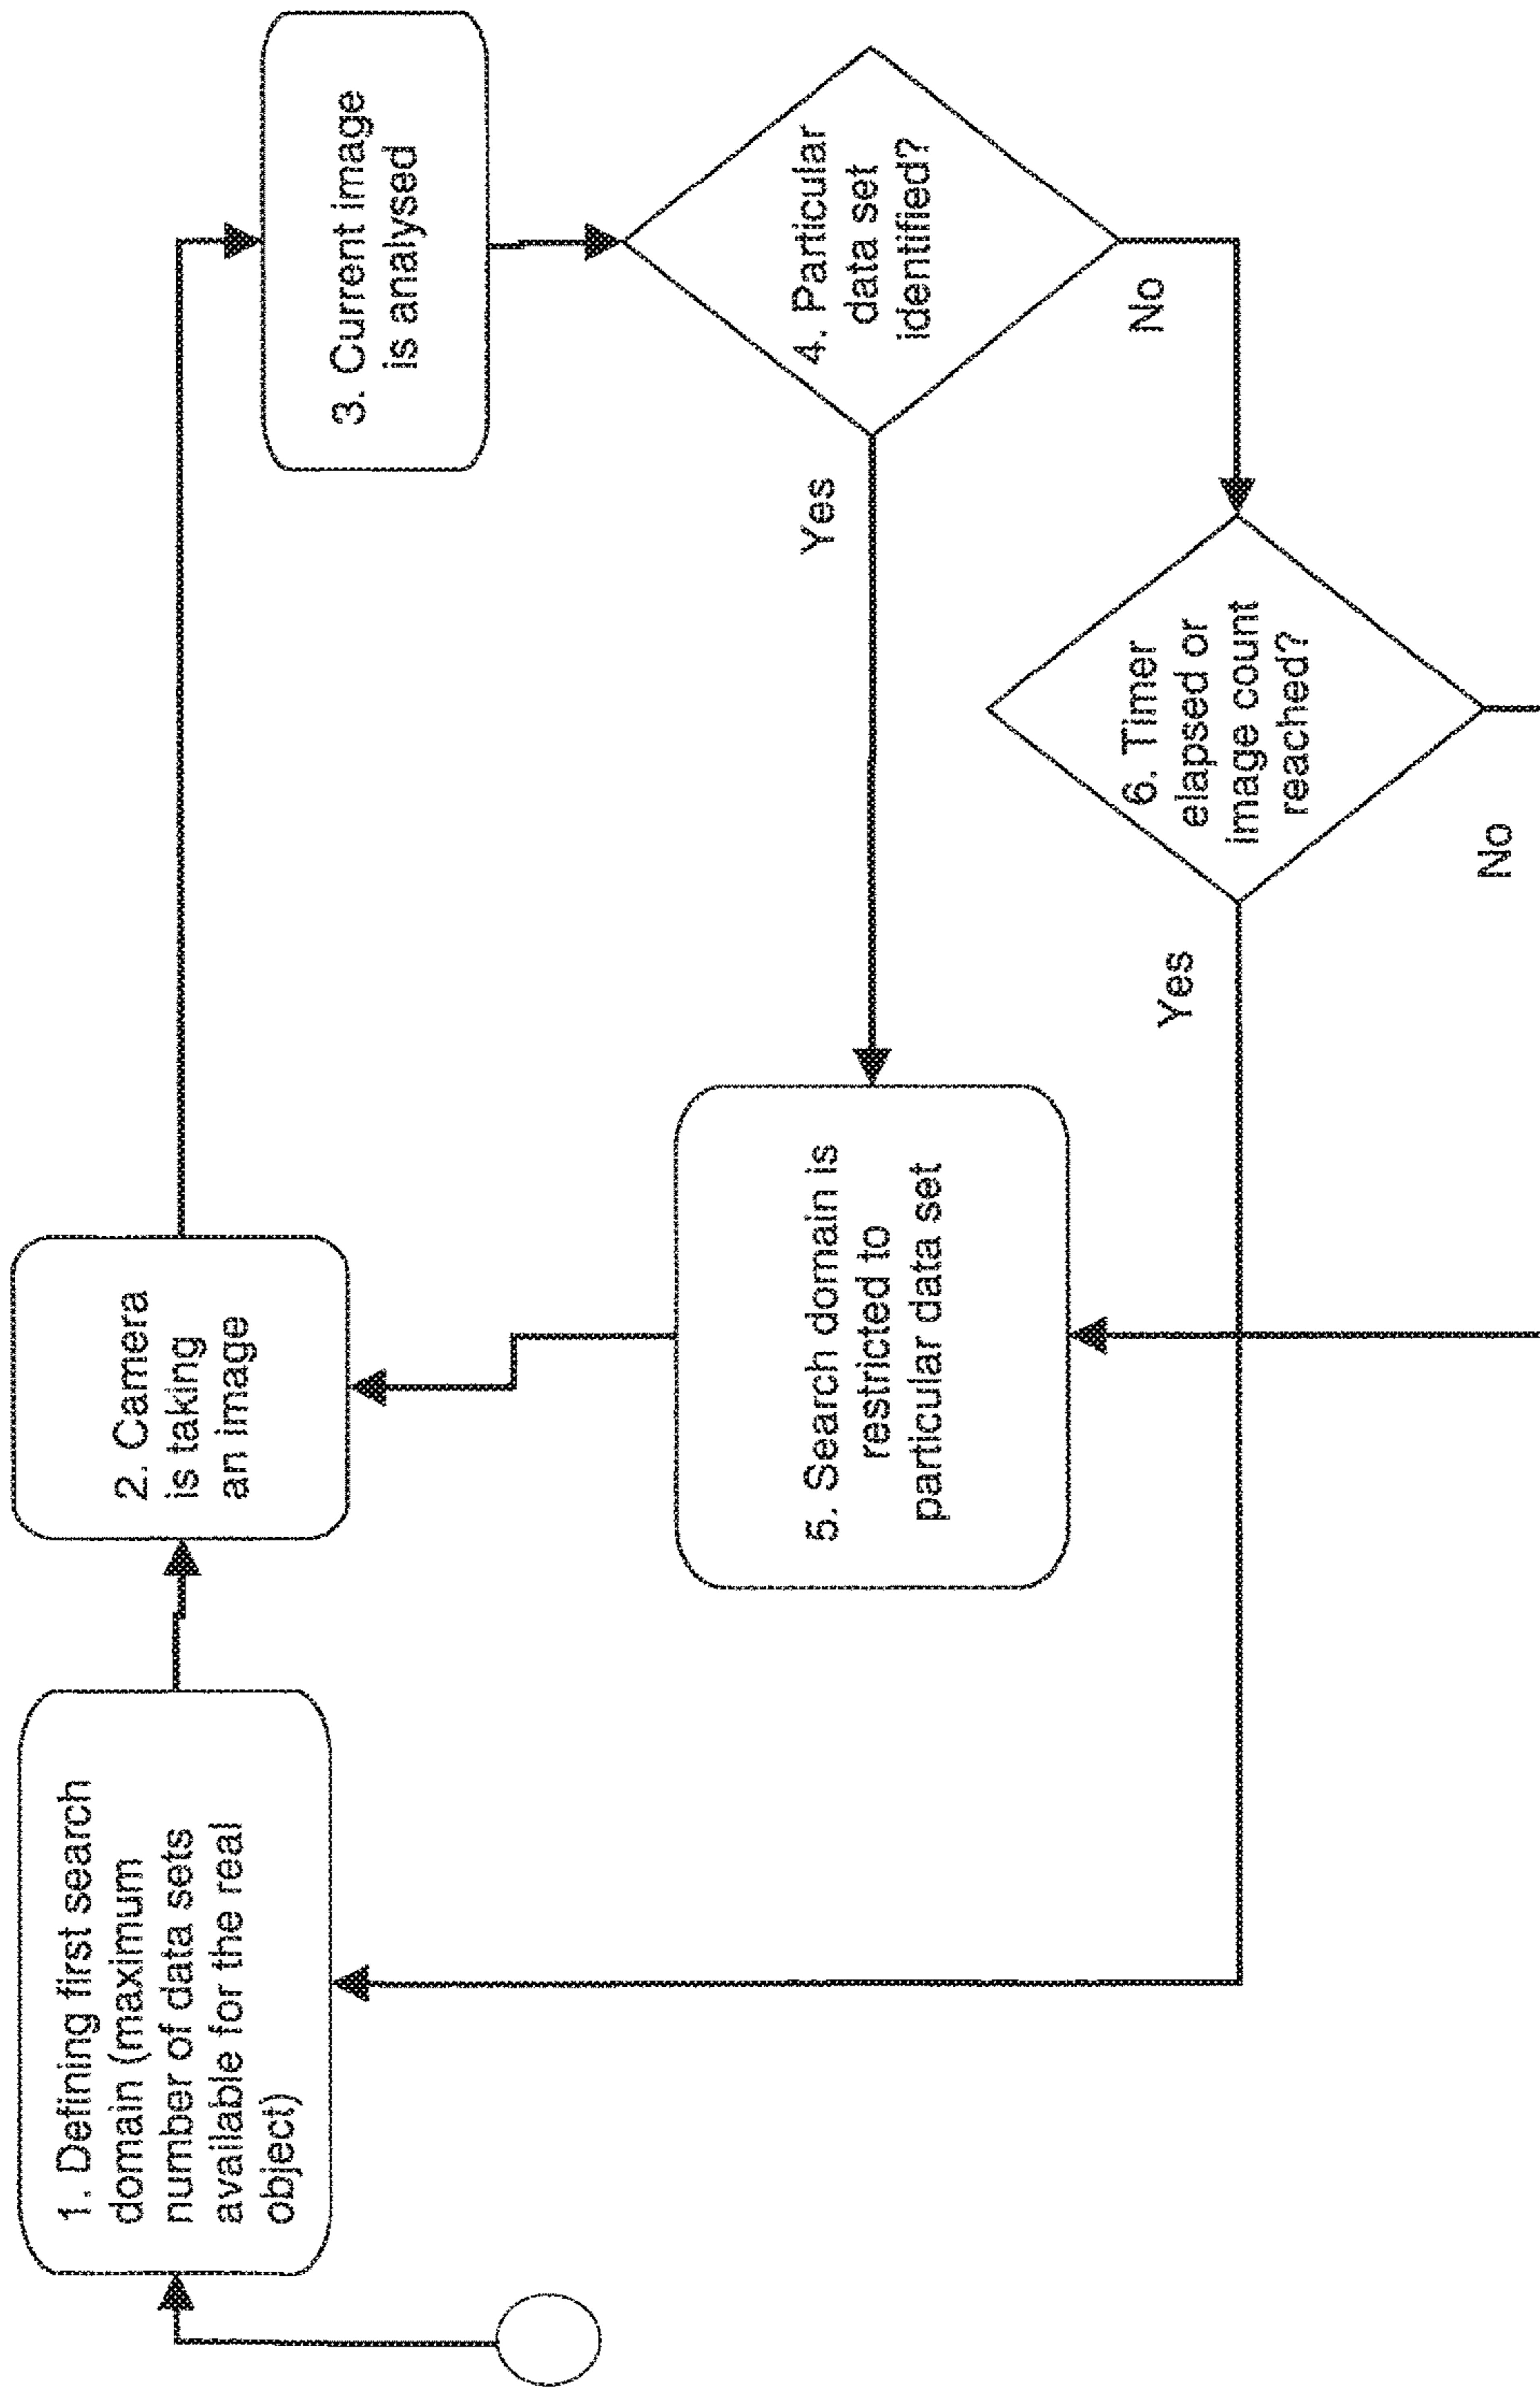 1. Defining first search
domain (maximum
number of data sets
available for the real
object)
2. Camera
is taking
an image
3. Current image
is analysed
4. Particular
data set
identified?
Yes
No
5. Search domain is
restricted to
particular data set
6. Timer
elapsed or
image count
reached?
Yes
No